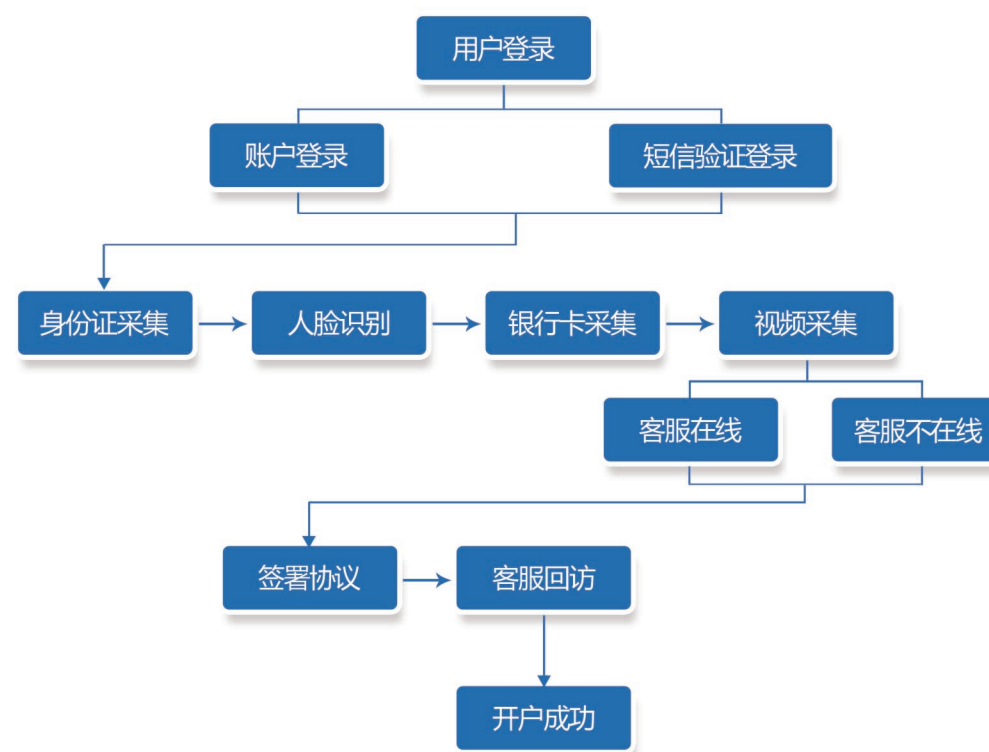 用户登录
账户登录
短信验证登录
身份证采集
人脸识别
银行卡采集
视频采集
客服在线
客服不在线
签署协议
客服回访
开户成功